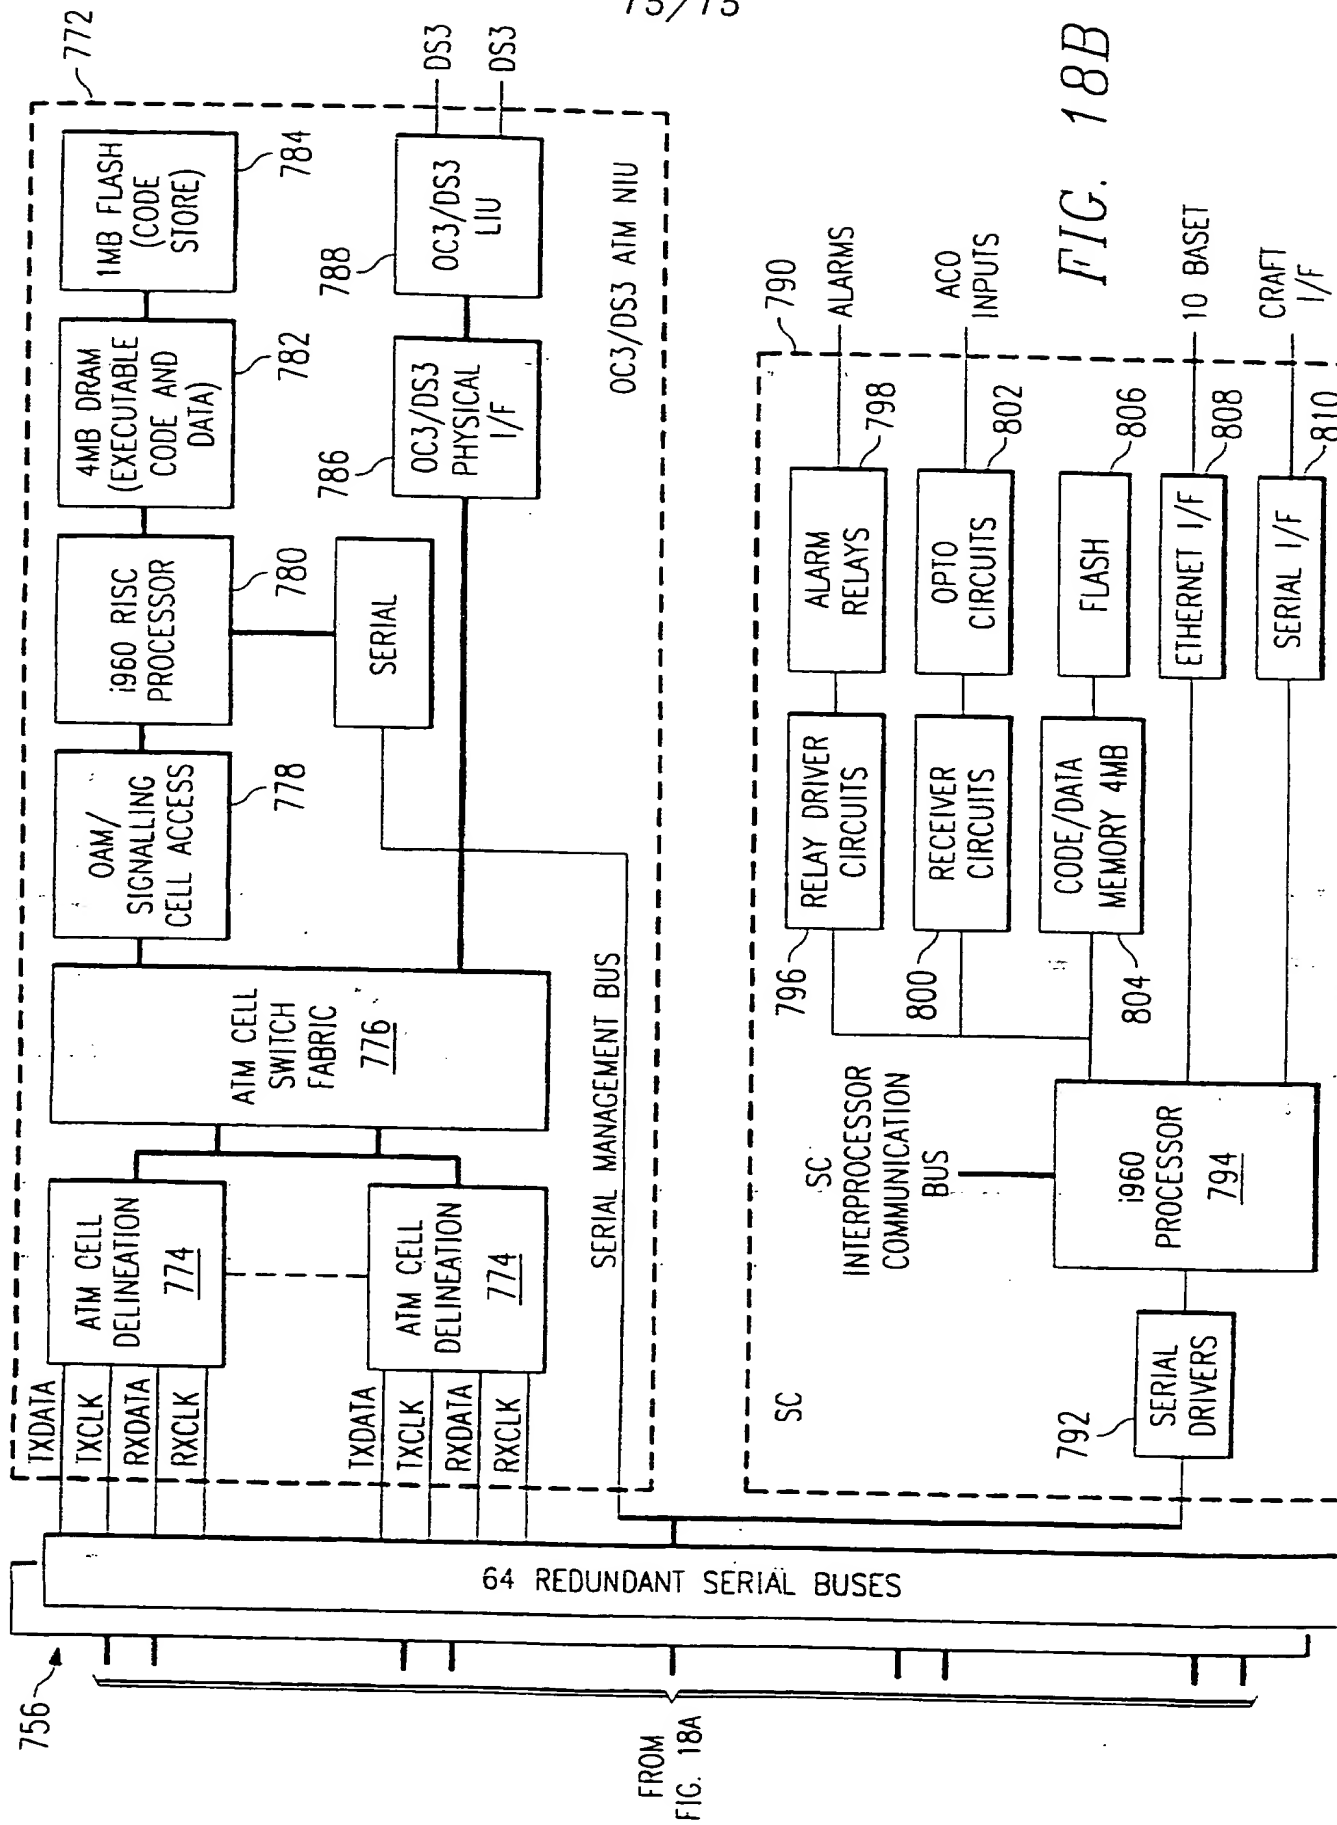 15/15
772
1MB FLASH
(CODE
STORE)
784
4MB DRAM
(EXECUTABLE
CODE AND
DATA)
782
i960 RISC
PROCESSOR
780
OAM/
SIGNALLING
CELL ACCESS
778
SERIAL
DS3
DS3
OC3/DS3
LIU
788
OC3/DS3
PHYSICAL
I/F
786
OC3/DS3 ATM NIU
ATM CELL
SWITCH
FABRIC
776
SERIAL MANAGEMENT BUS
ATM CELL
DELINEATION
774
ATM CELL
DELINEATION
774
TXDATA
TXCLK
RXDATA
RXCLK
TXDATA
TXCLK
RXDATA
RXCLK
64 REDUNDANT SERIAL BUSES
756
FROM
FIG. 18A
790
ALARMS
ACO
INPUTS
10 BASET
CRAFT
I/F
ALARM
RELAYS
798
OPTO
CIRCUITS
802
FLASH
806
ETHERNET I/F
808
SERIAL I/F
810
RELAY DRIVER
CIRCUITS
796
RECEIVER
CIRCUITS
800
CODE/DATA
MEMORY 4MB
804
SC
INTERPROCESSOR
COMMUNICATION
BUS
i960
PROCESSOR
794
SC
SERIAL
DRIVERS
792
FIG. 18B